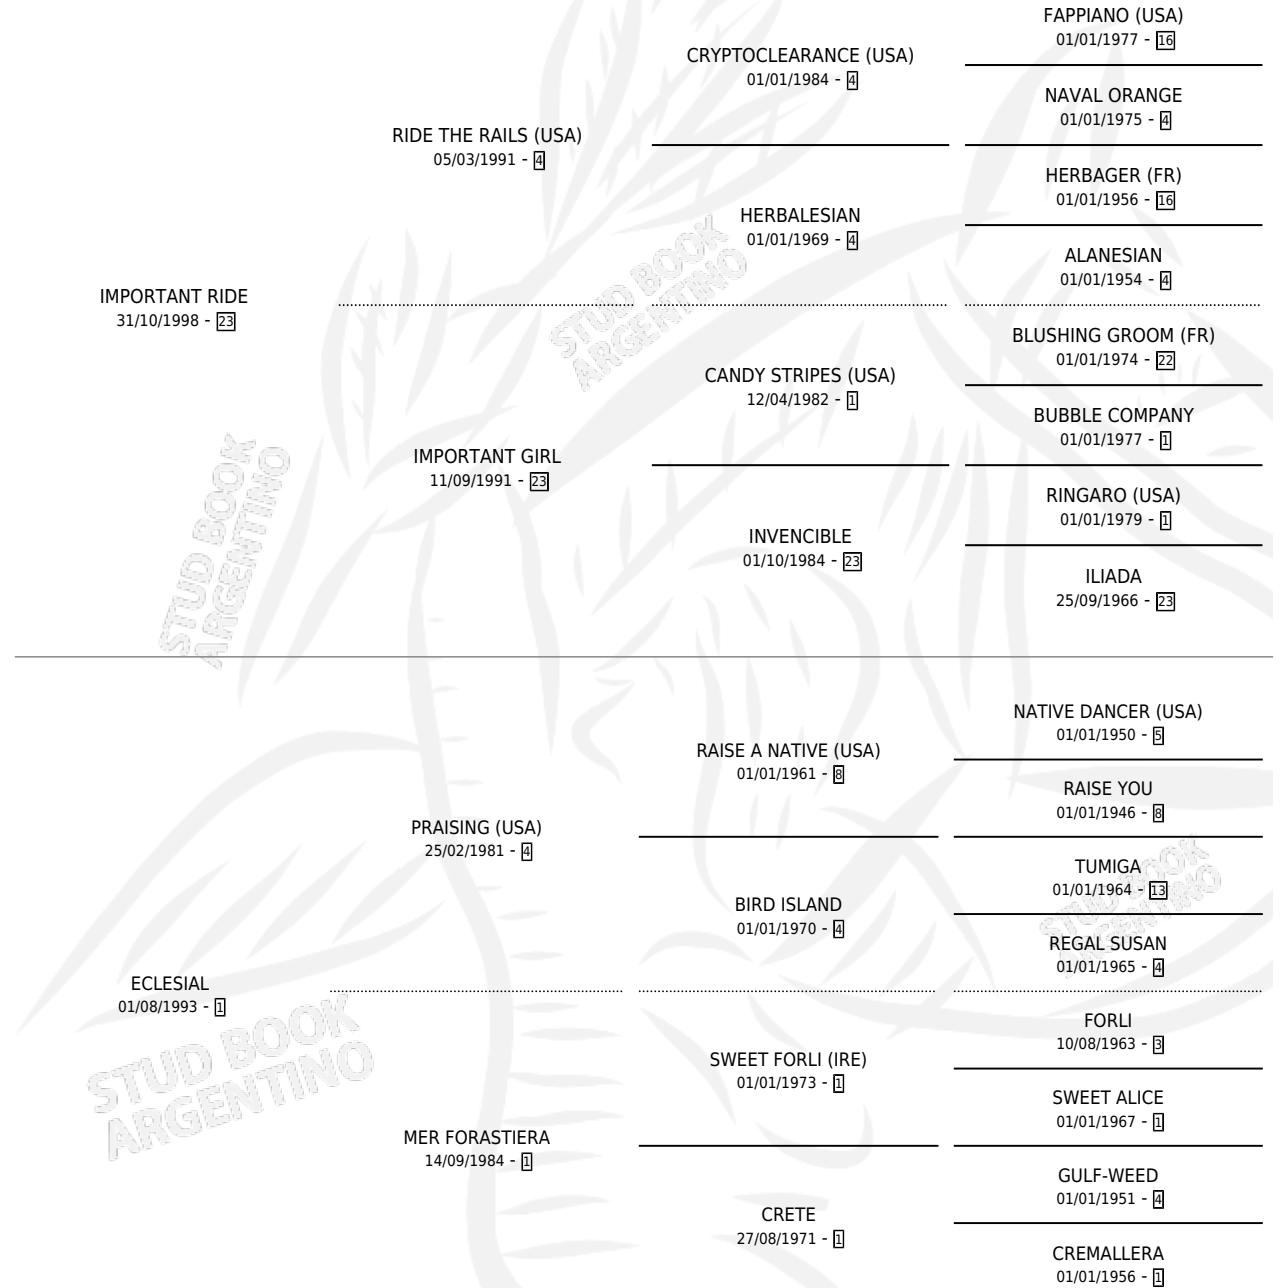 FAPPIANO (USA)
01/01/1977 - 16
CRYPTOCLEARANCE (USA)
01/01/1984 - 4
NAVAL ORANGE
01/01/1975 - 4
RIDE THE RAILS (USA)
05/03/1991 - 4
HERBAGER (FR)
01/01/1956 - 16
HERBALESIAN
01/01/1969 - 4
ALANESIAN
01/01/1954 - 4
IMPORTANT RIDE
31/10/1998 - 23
STUD BOOK
ARGENTINO
BLUSHING GROOM (FR)
01/01/1974 - 22
CANDY STRIPES (USA)
12/04/1982 - 1
BUBBLE COMPANY
01/01/1977 - 1
IMPORTANT GIRL
11/09/1991 - 23
RINGARO (USA)
01/01/1979 - 1
INVENCIBLE
01/10/1984 - 23
ILIADA
25/09/1966 - 23
STUD BOOK
ARGENTINO
NATIVE DANCER (USA)
01/01/1950 - 5
RAISE A NATIVE (USA)
01/01/1961 - 8
RAISE YOU
01/01/1946 - 8
PRAISING (USA)
25/02/1981 - 4
TUMIGA
01/01/1964 - 13
BIRD ISLAND
01/01/1970 - 4
STUD BOOK
ARGENTINO
REGAL SUSAN
01/01/1965 - 4
ECLESIAL
01/08/1993 - 1
FORLI
10/08/1963 - 3
SWEET FORLI (IRE)
01/01/1973 - 1
SWEET ALICE
01/01/1967 - 1
STUD BOOK
ARGENTINO
MER FORASTIERA
14/09/1984 - 1
GULF-WEED
01/01/1951 - 4
CRETE
27/08/1971 - 1
CREMALLERA
01/01/1956 - 1